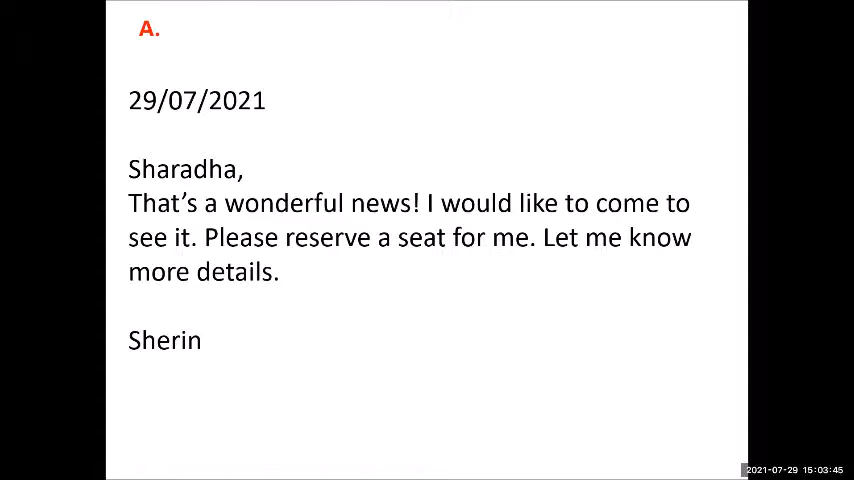 A.
29/07/2021
Sharadha,
That’s a wonderful news! I would like to come to
see it. Please reserve a seat for me. Let me know
more details.
Sherin
2021-07-29 15:03:45